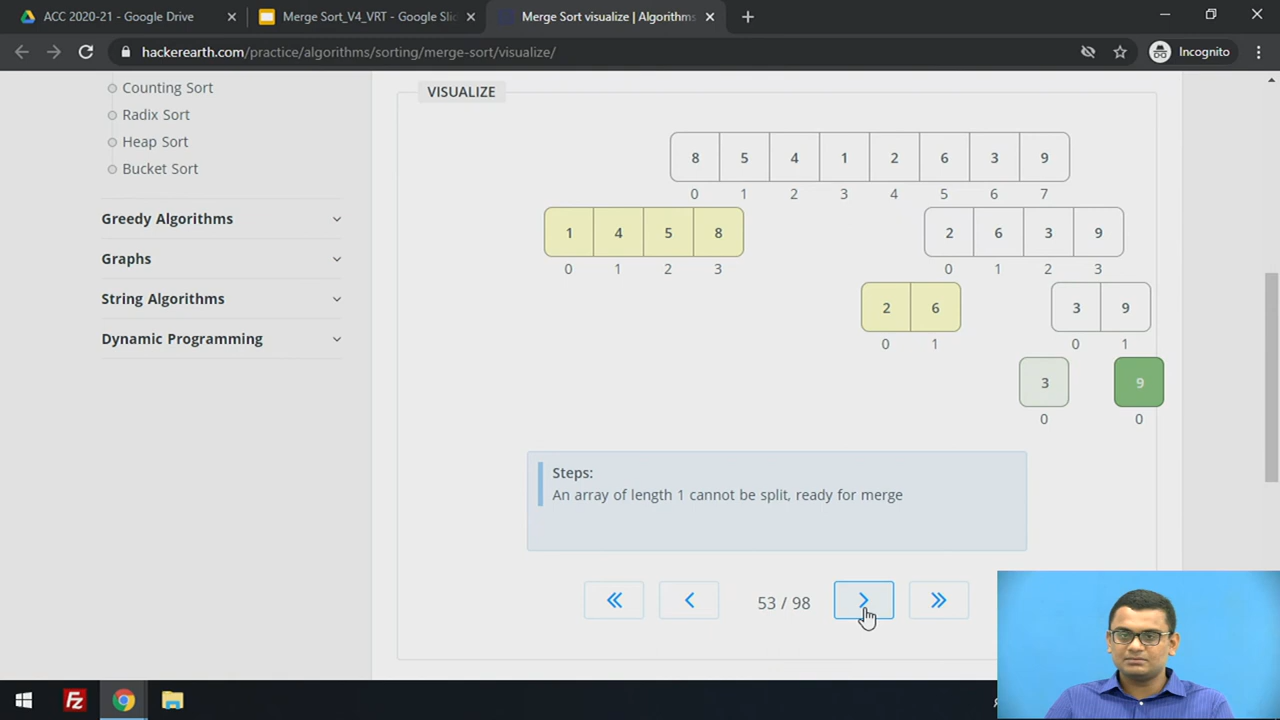 ACC 2020-21 - Google Drive
Merge Sort_V4_VRT - Google Slid
Merge Sort visualize | Algorithms
hackerearth.com/practice/algorithms/sorting/merge-sort/visualize/
Incognito
Counting Sort
Radix Sort
Heap Sort
Bucket Sort
Greedy Algorithms
Graphs
String Algorithms
Dynamic Programming
VISUALIZE
8 5 4 1 2 6 3 9
0 1 2 3 4 5 6 7
1 4 5 8 2 6 3 9
0 1 2 3 0 1 2 3
2 6 3 9
0 1 0 1
3 9
0 0
Steps:
An array of length 1 cannot be split, ready for merge
53 / 98
Fz